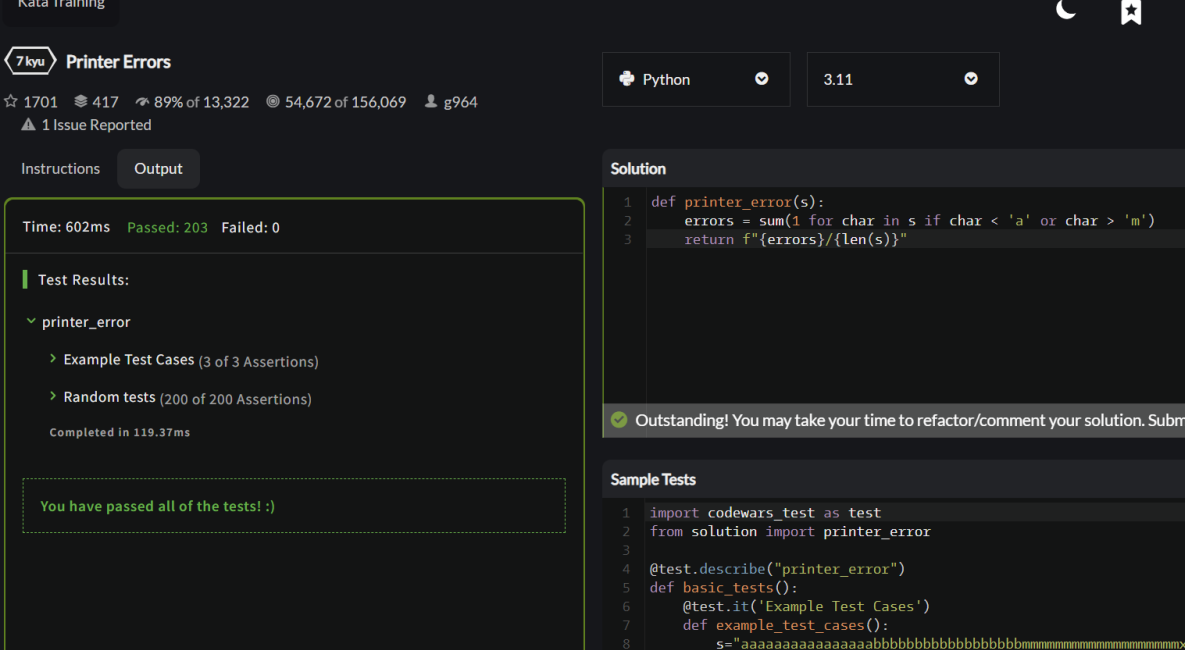 Kata Training
7 kyu Printer Errors
1701 417 89% of 13,322 54,672 of 156,069 g964
1 Issue Reported
Instructions Output
Time: 602ms Passed: 203 Failed: 0
Test Results:
printer_error
Example Test Cases (3 of 3 Assertions)
Random tests (200 of 200 Assertions)
Completed in 119.37ms
You have passed all of the tests! :)
Python 3.11
Solution
1 def printer_error(s):
2     errors = sum(1 for char in s if char < 'a' or char > 'm')
3     return f"{errors}/{len(s)}"
Outstanding! You may take your time to refactor/comment your solution. Subm
Sample Tests
1 import codewars_test as test
2 from solution import printer_error
3
4 @test.describe("printer_error")
5 def basic_tests():
6     @test.it('Example Test Cases')
7     def example_test_cases():
8         s="aaaaaaaaaaaaaaaabbbbbbbbbbbbbbbbbbmmmmmmmmmmmmmmmmmmmx